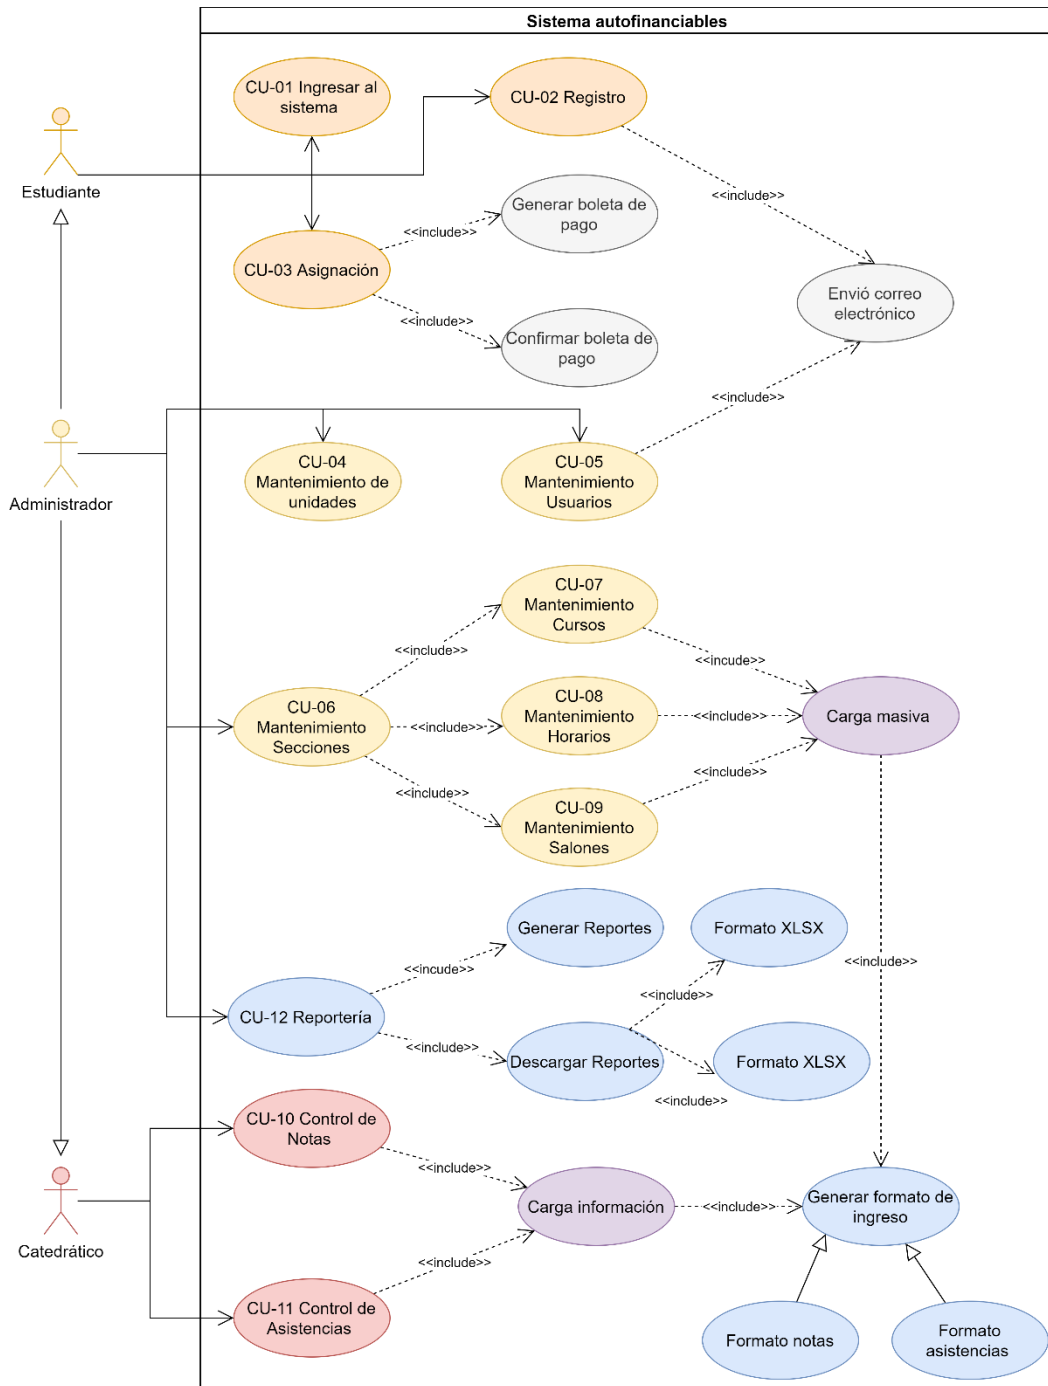 Sistema autofinanciables
CU-01 Ingresar al
sistema
CU-02 Registro
Estudiante
<<include>>
Generar boleta de
pago
<<include>>
CU-03 Asignación
Envió correo
electrónico
<<include>>
Confirmar boleta de
pago
<<include>>
Administrador
CU-04
Mantenimiento de
unidades
CU-05
Mantenimiento
Usuarios
CU-07
Mantenimiento
Cursos
<<include>>
<<incude>>
CU-06
Mantenimiento
Secciones
<<include>>
CU-08
Mantenimiento
Horarios
<<include>>
Carga masiva
<<include>>
<<include>>
CU-09
Mantenimiento
Salones
Generar Reportes
Formato XLSX
<<incude>>
<<include>>
<<include>>
CU-12 Reportería
<<include>>
Descargar Reportes
Formato XLSX
<<include>>
CU-10 Control de
Notas
<<include>>
Catedrático
Carga información
<<include>>
Generar formato de
ingreso
<<include>>
CU-11 Control de
Asistencias
Formato notas
Formato
asistencias